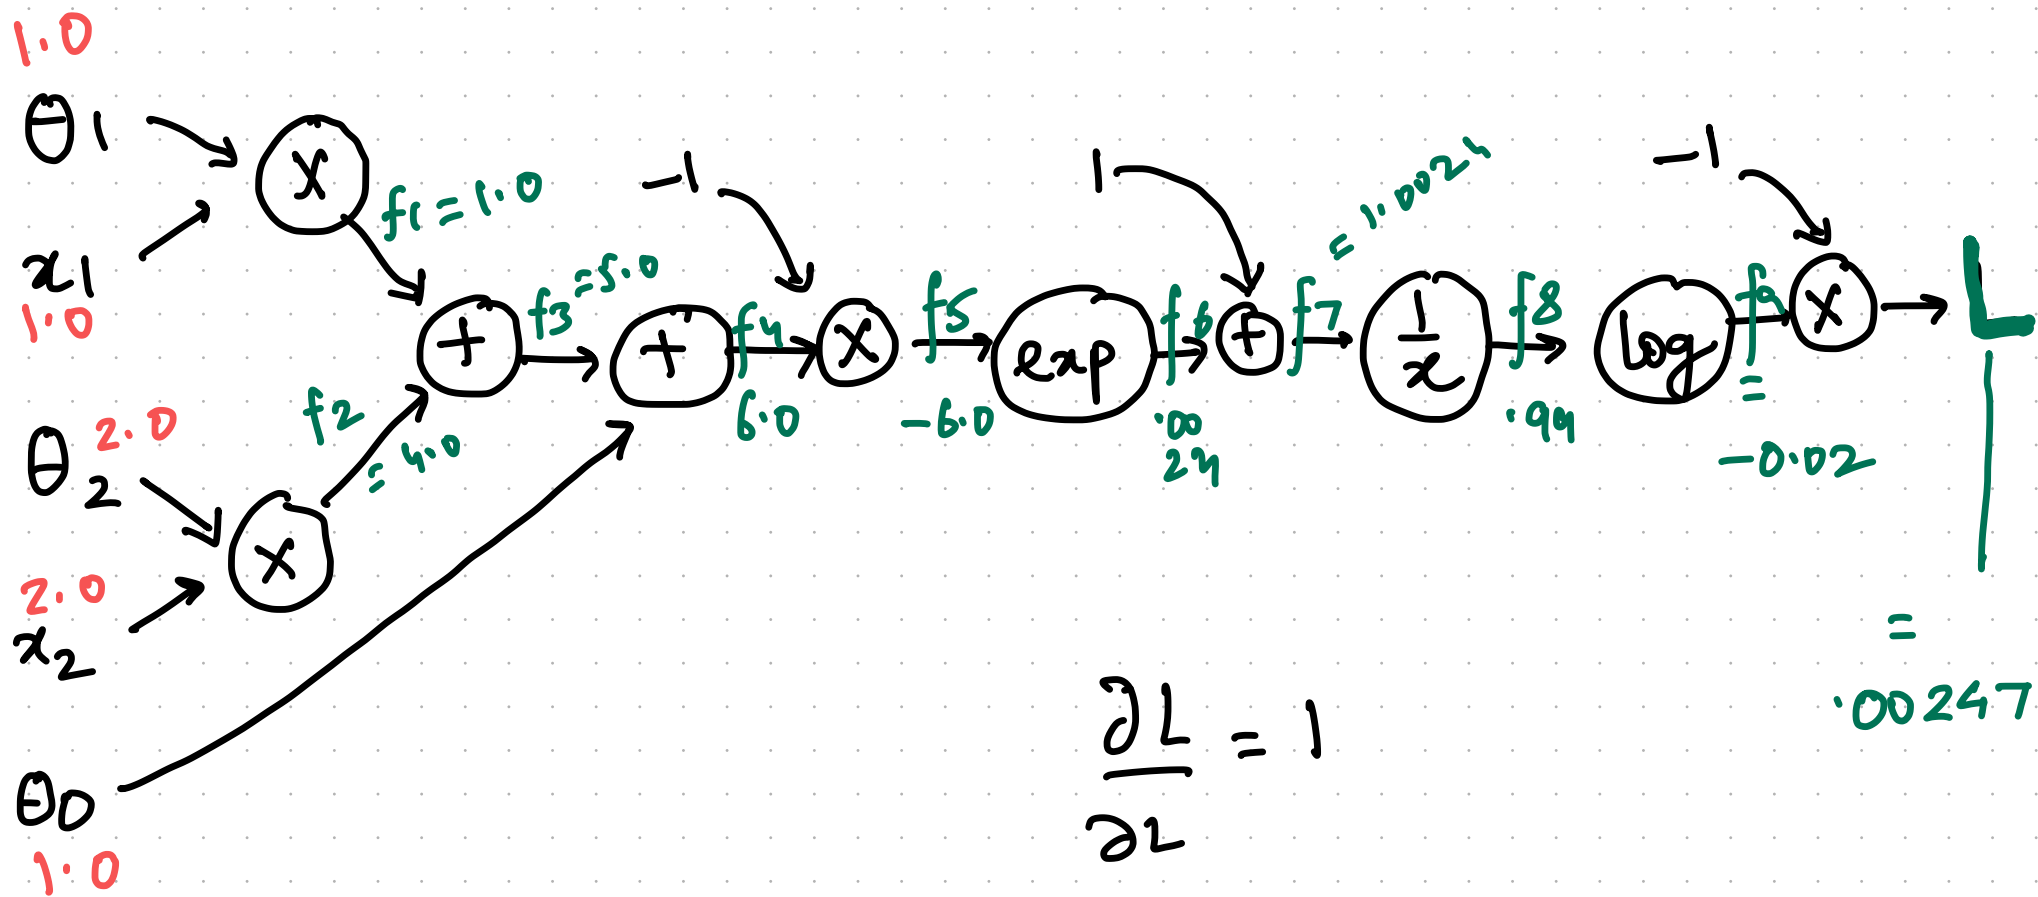 1.0
θ1
x1
1.0
x
f1 = 1.0
f2
= 4.0
θ2
2.0
2.0
x2
x
θ0
1.0
+
f3 = 5.0
+
f4
6.0
-1
x
f5
-6.0
exp
f6
.00
24
1
+
f7
= 1.0024
1/x
f8
.99
log
f9
=
-0.02
-1
x
L
=
.00247
∂L
∂L
= 1